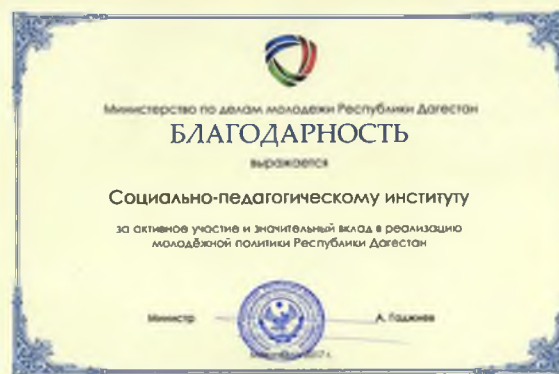 Министерство по делам молодежи Республики Дагестан
БЛАГОДАРНОСТЬ
выражается
Социально-педагогическому институту
за активное участие и значительный вклад в реализацию
молодёжной политики Республики Дагестан
Министр А. Гаджиев